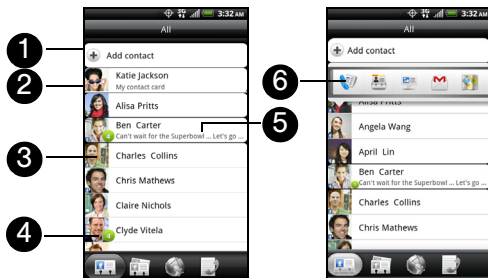 3:32 AM
All
1
Add contact
2
Katie Jackson
My contact card
Alisa Pritts
Ben Carter
4
Can't wait for the Superbowl ... Let's go ...
5
3
Charles Collins
Chris Mathews
Claire Nichols
4
Clyde Vitela
4
3:32 AM
All
Add contact
6
Alisa Pritts
Angela Wang
April Lin
Ben Carter
Can't wait for the Superbowl ... Let's go ...
Charles Collins
Chris Mathews